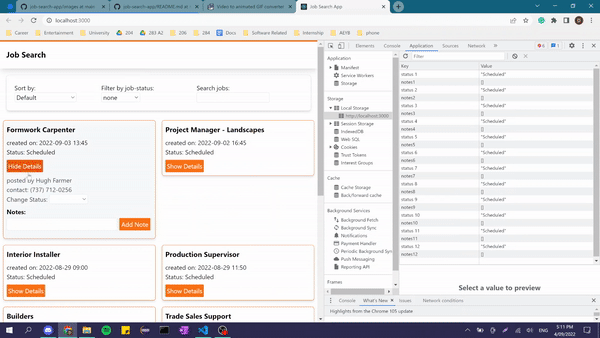 job-search-app/images at main
job-search-app/README.md at
Video to animated GIF converter
Job Search App
localhost:3000
Career
Entertainment
University
204
283 A2
206
284
DOCS
Software Related
Internship
AEYB
phone
Job Search
Sort by:
Default
Filter by job-status:
none
Search jobs:
Formwork Carpenter
created on: 2022-09-03 13:45
Status: Scheduled
Hide Details
posted by Hugh Farmer
contact: (737) 712-0256
Change Status:
Notes:
Add Note
Project Manager - Landscapes
created on: 2022-09-02 16:45
Status: Scheduled
Show Details
Interior Installer
created on: 2022-08-29 09:00
Status: Scheduled
Show Details
Production Supervisor
created on: 2022-08-29 11:50
Status: Scheduled
Show Details
Builders
Trade Sales Support
Elements
Console
Application
Sources
Network
6
1
Application
Manifest
Service Workers
Storage
Storage
Local Storage
http://localhost:3000
Session Storage
IndexedDB
Web SQL
Cookies
Trust Tokens
Interest Groups
Cache
Cache Storage
Back/forward cache
Background Services
Background Fetch
Background Sync
Notifications
Payment Handler
Periodic Background Syn
Push Messaging
Reporting API
Frames
Filter
Key Value
status 1 "Scheduled"
notes1 []
status 2 "Scheduled"
notes2 []
status 3 "Scheduled"
notes3 []
status 4 "Scheduled"
notes4 []
status 5 "Scheduled"
notes5 []
status 6 "Scheduled"
notes6 []
status 7 "Scheduled"
notes7 []
status 8 "Scheduled"
notes8 []
status 9 "Scheduled"
notes9 []
status 10 "Scheduled"
notes10 []
status 11 "Scheduled"
notes11 []
status 12 "Scheduled"
notes12 []
Select a value to preview
Console
What's New
Issues
Network conditions
Highlights from the Chrome 105 update
ENG
5:11 PM
4/09/2022